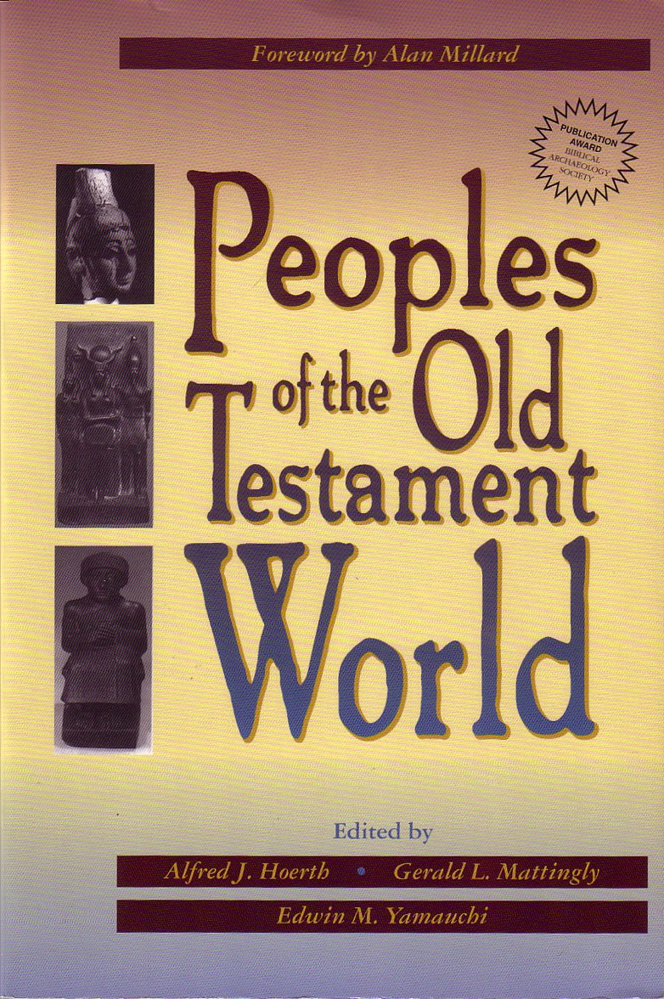 Foreword by Alan Millard
PUBLICATION
AWARD
BIBLICAL
ARCHAEOLOGY
SOCIETY
Peoples
of the Old
Testament
World
Edited by
Alfred J. Hoerth • Gerald L. Mattingly
Edwin M. Yamauchi